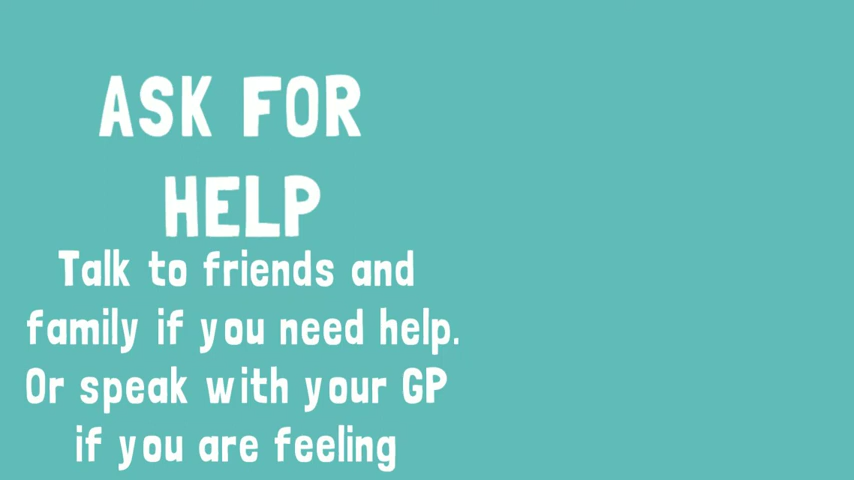 ASK FOR
HELP
Talk to friends and
family if you need help.
Or speak with your GP
if you are feeling